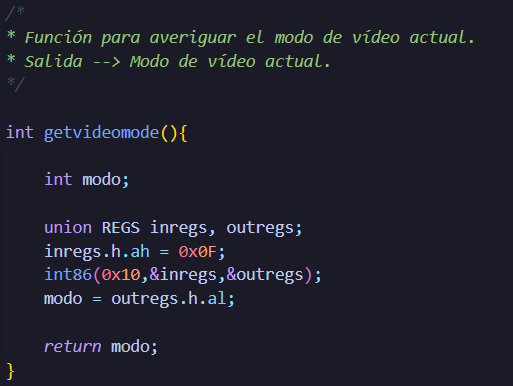 /*
* Función para averiguar el modo de vídeo actual.
* Salida --> Modo de vídeo actual.
*/
int getvideomode(){
int modo;
union REGS inregs, outregs;
inregs.h.ah = 0x0F;
int86(0x10,&inregs,&outregs);
modo = outregs.h.al;
return modo;
}